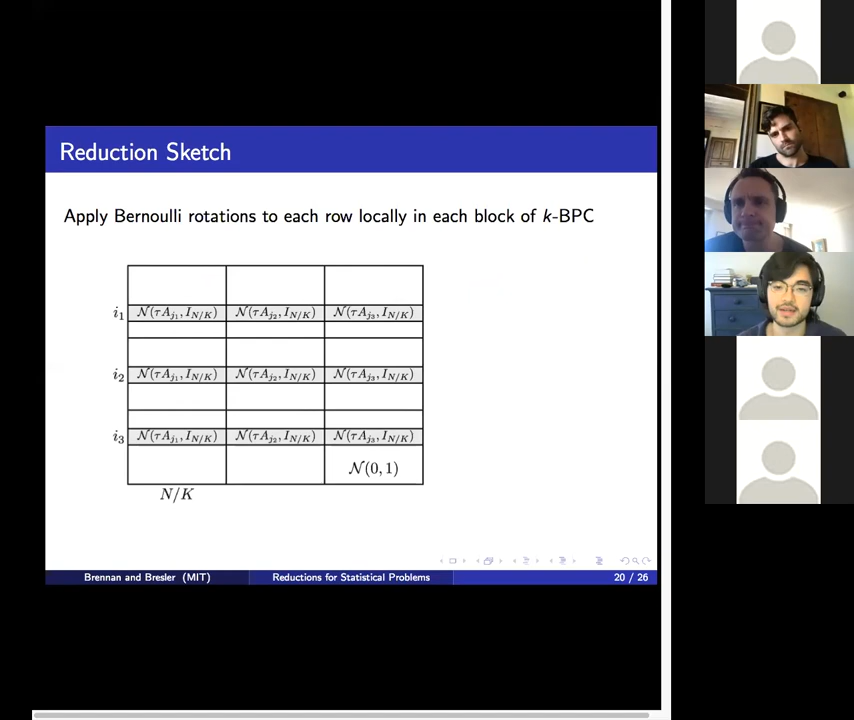 Reduction Sketch
Apply Bernoulli rotations to each row locally in each block of k-BPC
i₁ 𝒩(τA_{j₁}, I_{N/K}) 𝒩(τA_{j₂}, I_{N/K}) 𝒩(τA_{j₃}, I_{N/K})
i₂ 𝒩(τA_{j₁}, I_{N/K}) 𝒩(τA_{j₂}, I_{N/K}) 𝒩(τA_{j₃}, I_{N/K})
i₃ 𝒩(τA_{j₁}, I_{N/K}) 𝒩(τA_{j₂}, I_{N/K}) 𝒩(τA_{j₃}, I_{N/K})
𝒩(0, 1)
N/K
Brennan and Bresler (MIT) Reductions for Statistical Problems 20 / 26